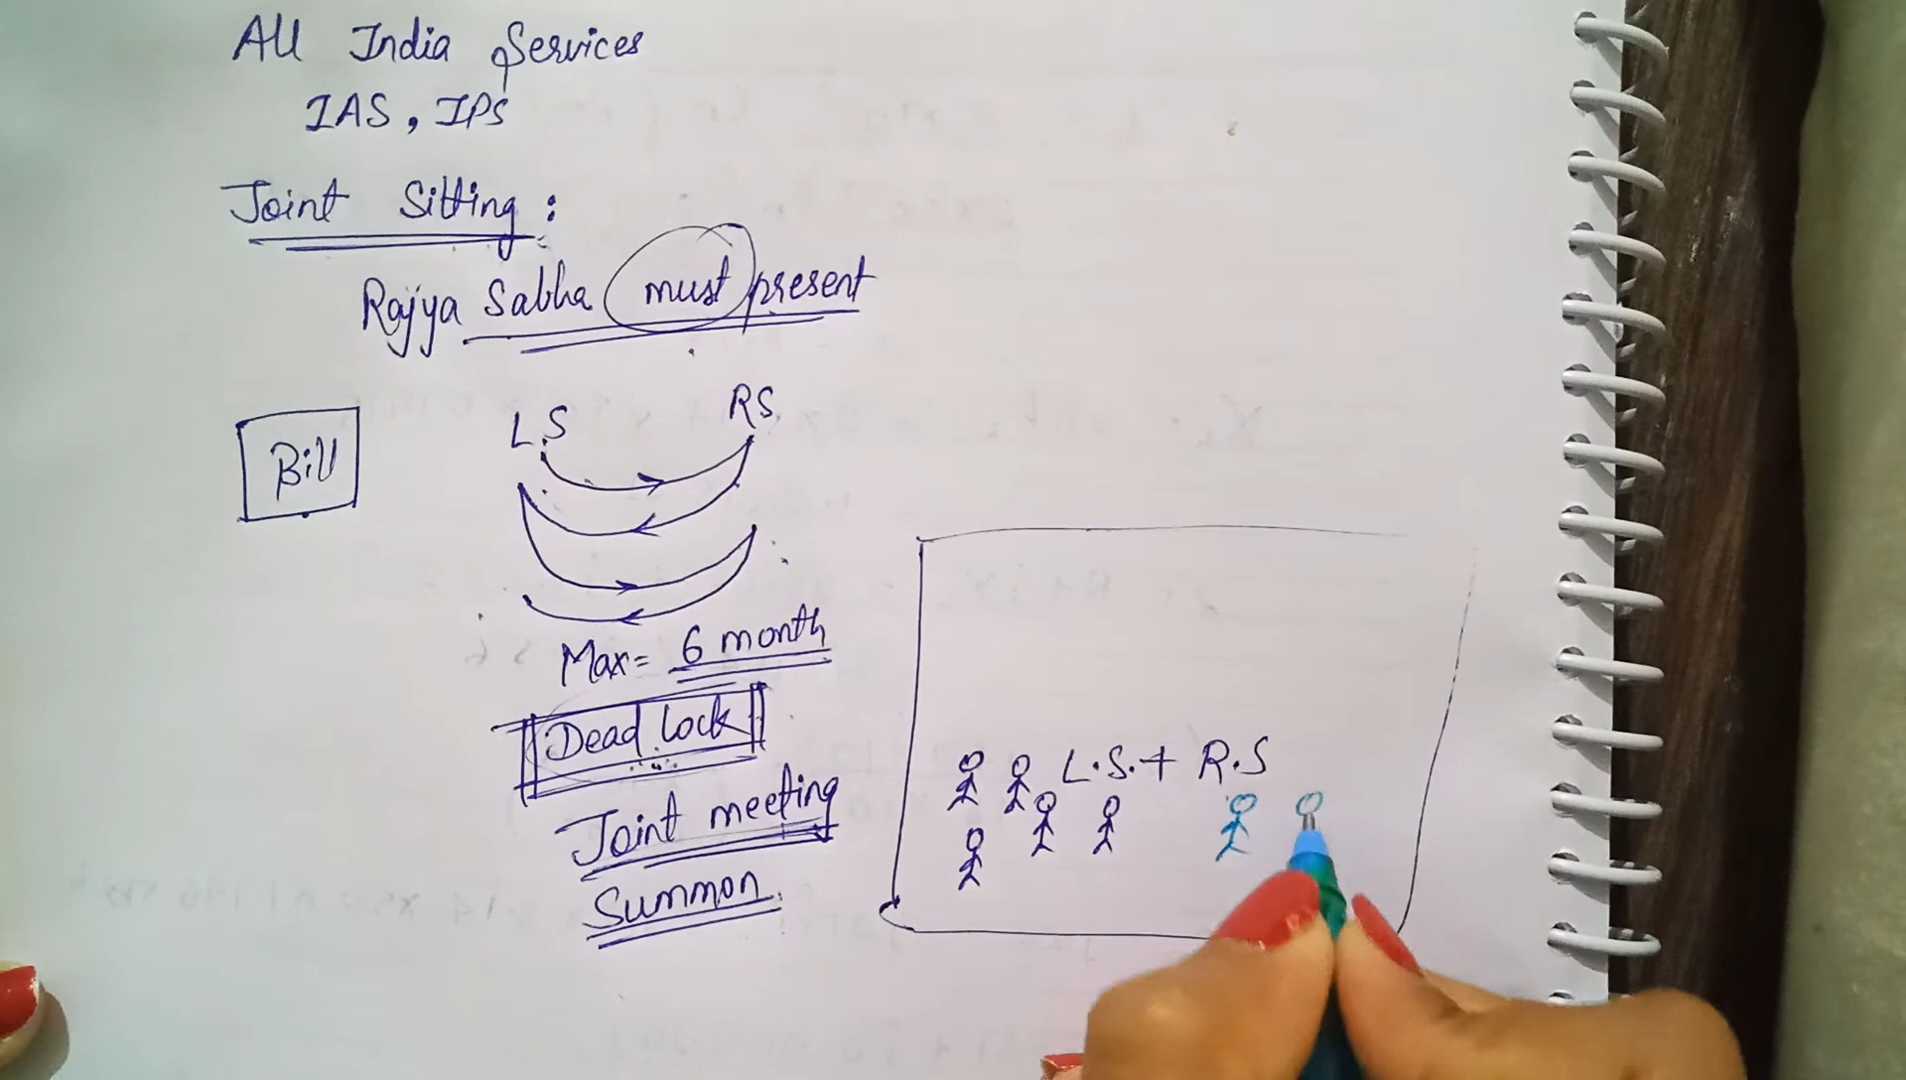 All India Services
IAS, IPS
Joint Sitting :
Rajya Sabha must present
Bill
L.S
RS
Max = 6 month
Dead lock
Joint meeting
Summon
L.S. + R.S